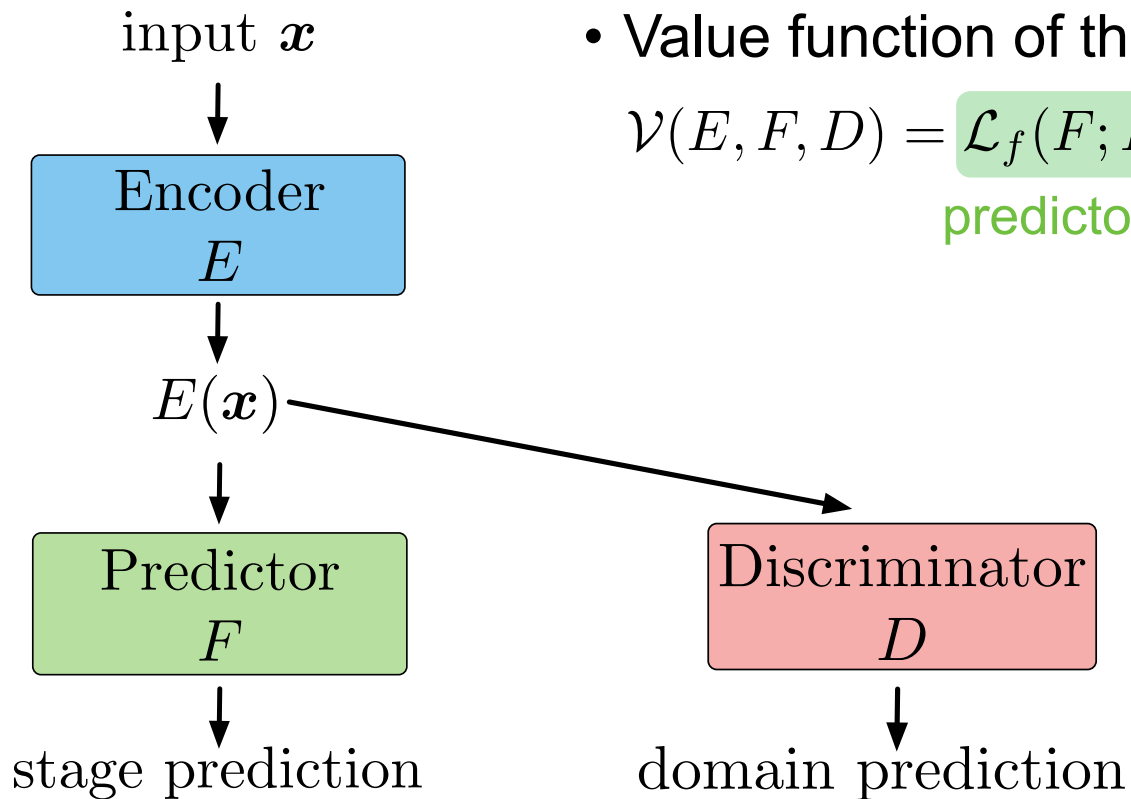 input x
• Value function of th
V(E, F, D) = L_f(F;
predicto
Encoder
E
E(x)
Predictor
F
Discriminator
D
stage prediction
domain prediction